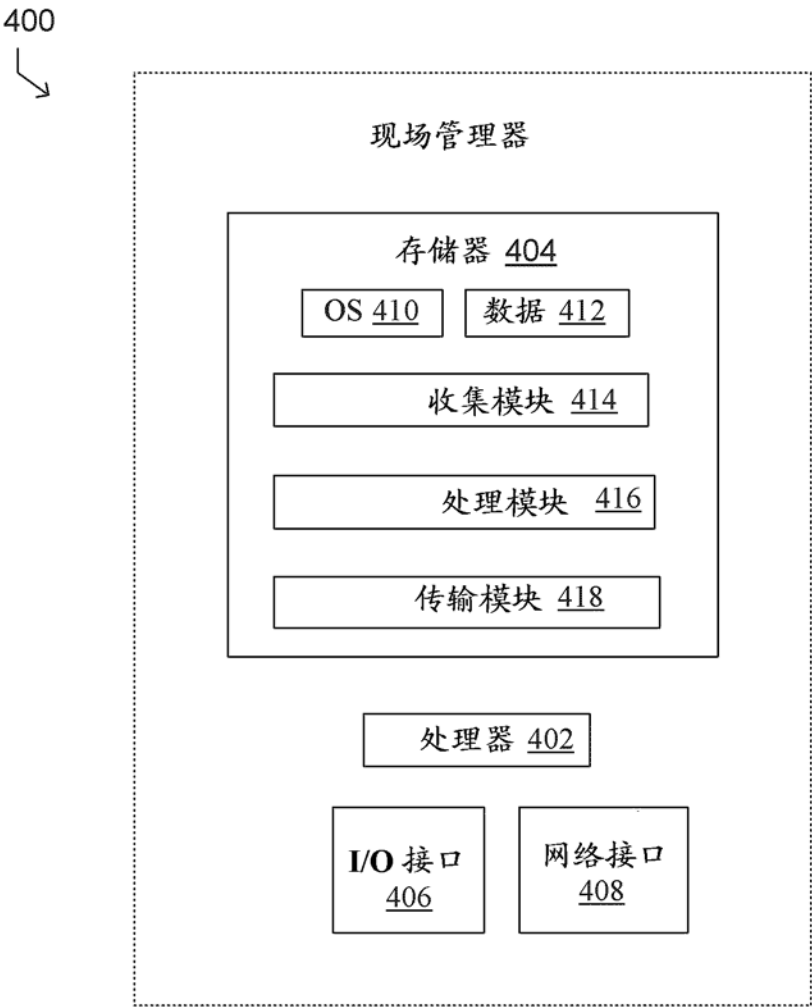 400
现场管理器
存储器 404
OS 410
数据 412
收集模块 414
处理模块 416
传输模块 418
处理器 402
I/O 接口
406
网络接口
408